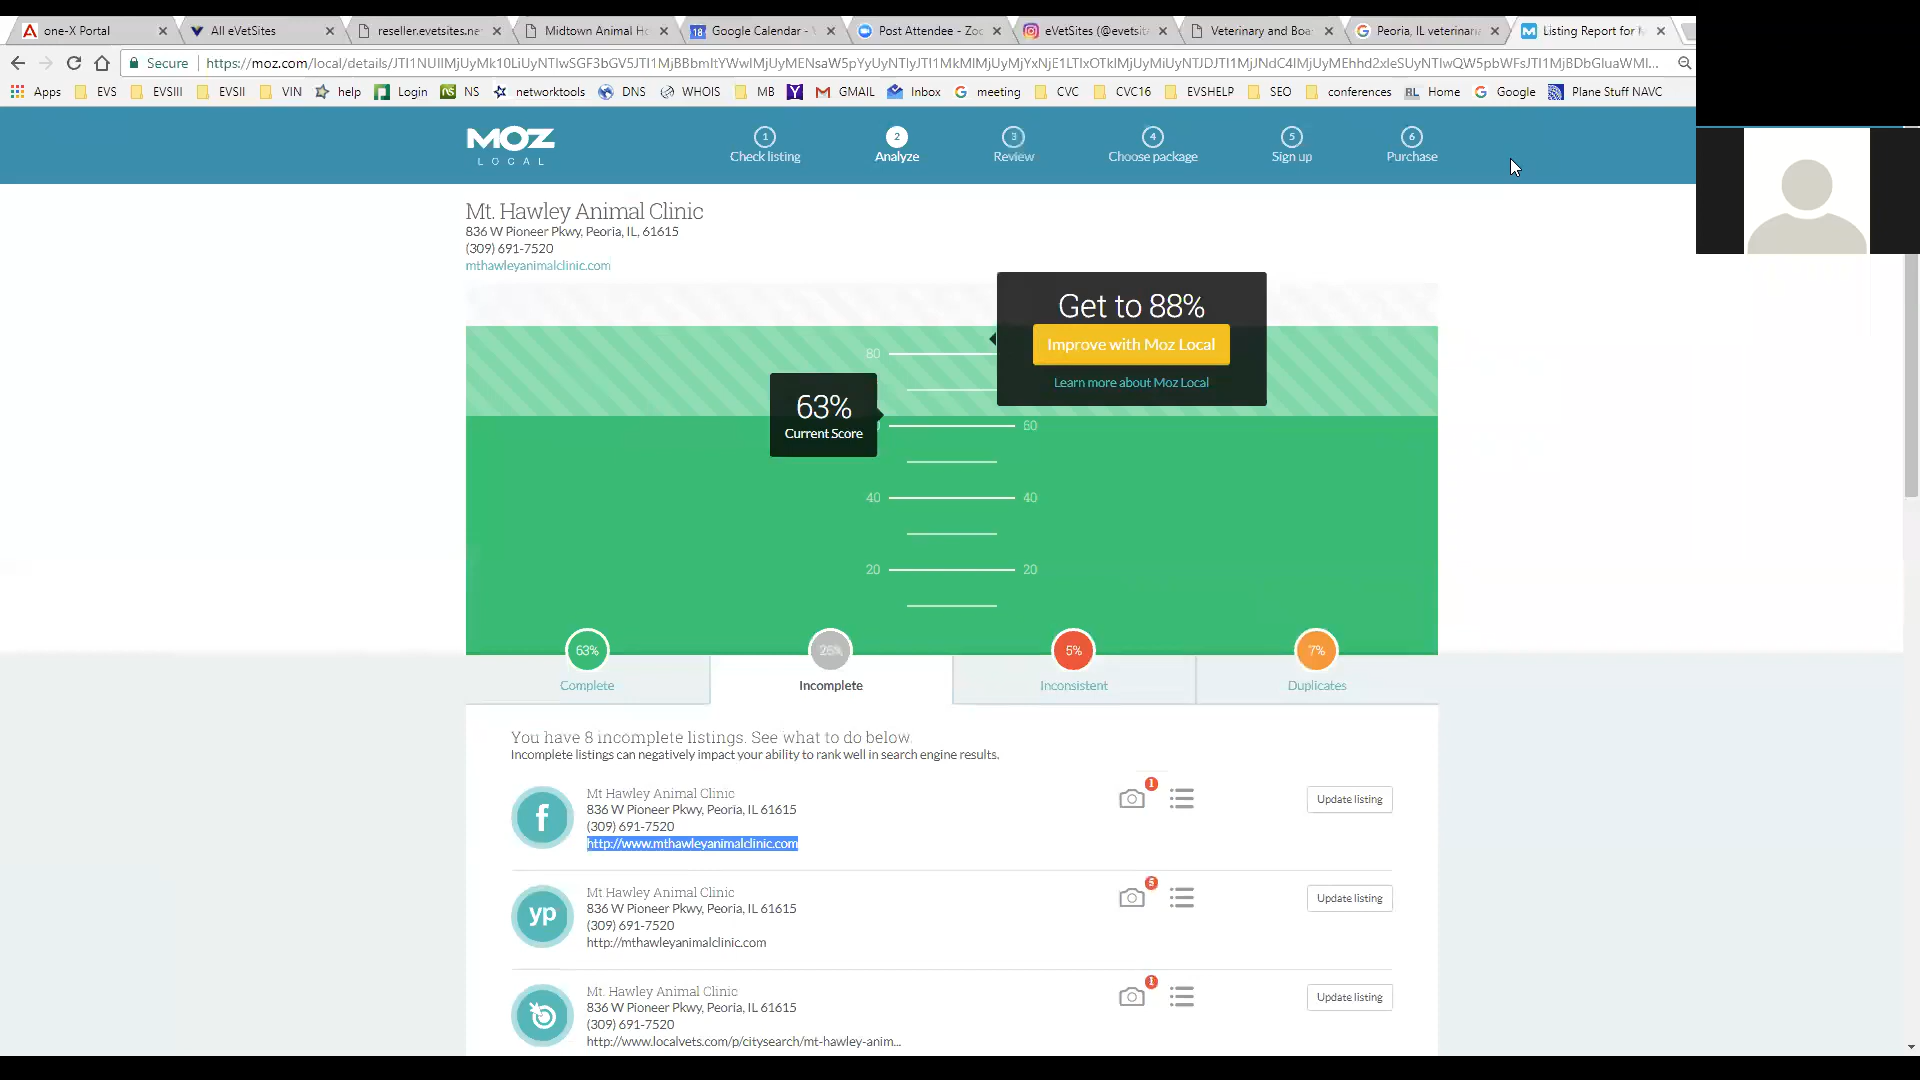 one-X Portal
All eVetSites
reseller.evetsites.ne
Midtown Animal Ho
Google Calendar -
Post Attendee - Zoo
eVetSites (@evetsit
Veterinary and Boa
Peoria, IL veterinari
Listing Report for M
Secure
Apps
EVS
EVSIII
EVSII
VIN
help
Login
NS
networktools
DNS
WHOIS
MB
GMAIL
Inbox
meeting
CVC
CVC16
EVSHELP
SEO
conferences
Home
Google
Plane Stuff NAVC
MOZ
LOCAL
1
Check listing
2
Analyze
3
Review
4
Choose package
5
Sign up
6
Purchase
Mt. Hawley Animal Clinic
836 W Pioneer Pkwy, Peoria, IL, 61615
(309) 691-7520
mthawleyanimalclinic.com
Get to 88%
Improve with Moz Local
Learn more about Moz Local
80
63%
Current Score
60
40 40
20 20
63%
Complete
26%
Incomplete
5%
Inconsistent
7%
Duplicates
You have 8 incomplete listings. See what to do below.
Incomplete listings can negatively impact your ability to rank well in search engine results.
f
Mt Hawley Animal Clinic
836 W Pioneer Pkwy, Peoria, IL 61615
(309) 691-7520
http://www.mthawleyanimalclinic.com
1
Update listing
yp
Mt Hawley Animal Clinic
836 W Pioneer Pkwy, Peoria, IL 61615
(309) 691-7520
http://mthawleyanimalclinic.com
5
Update listing
Mt. Hawley Animal Clinic
836 W Pioneer Pkwy, Peoria, IL 61615
(309) 691-7520
http://www.localvets.com/p/citysearch/mt-hawley-anim...
1
Update listing